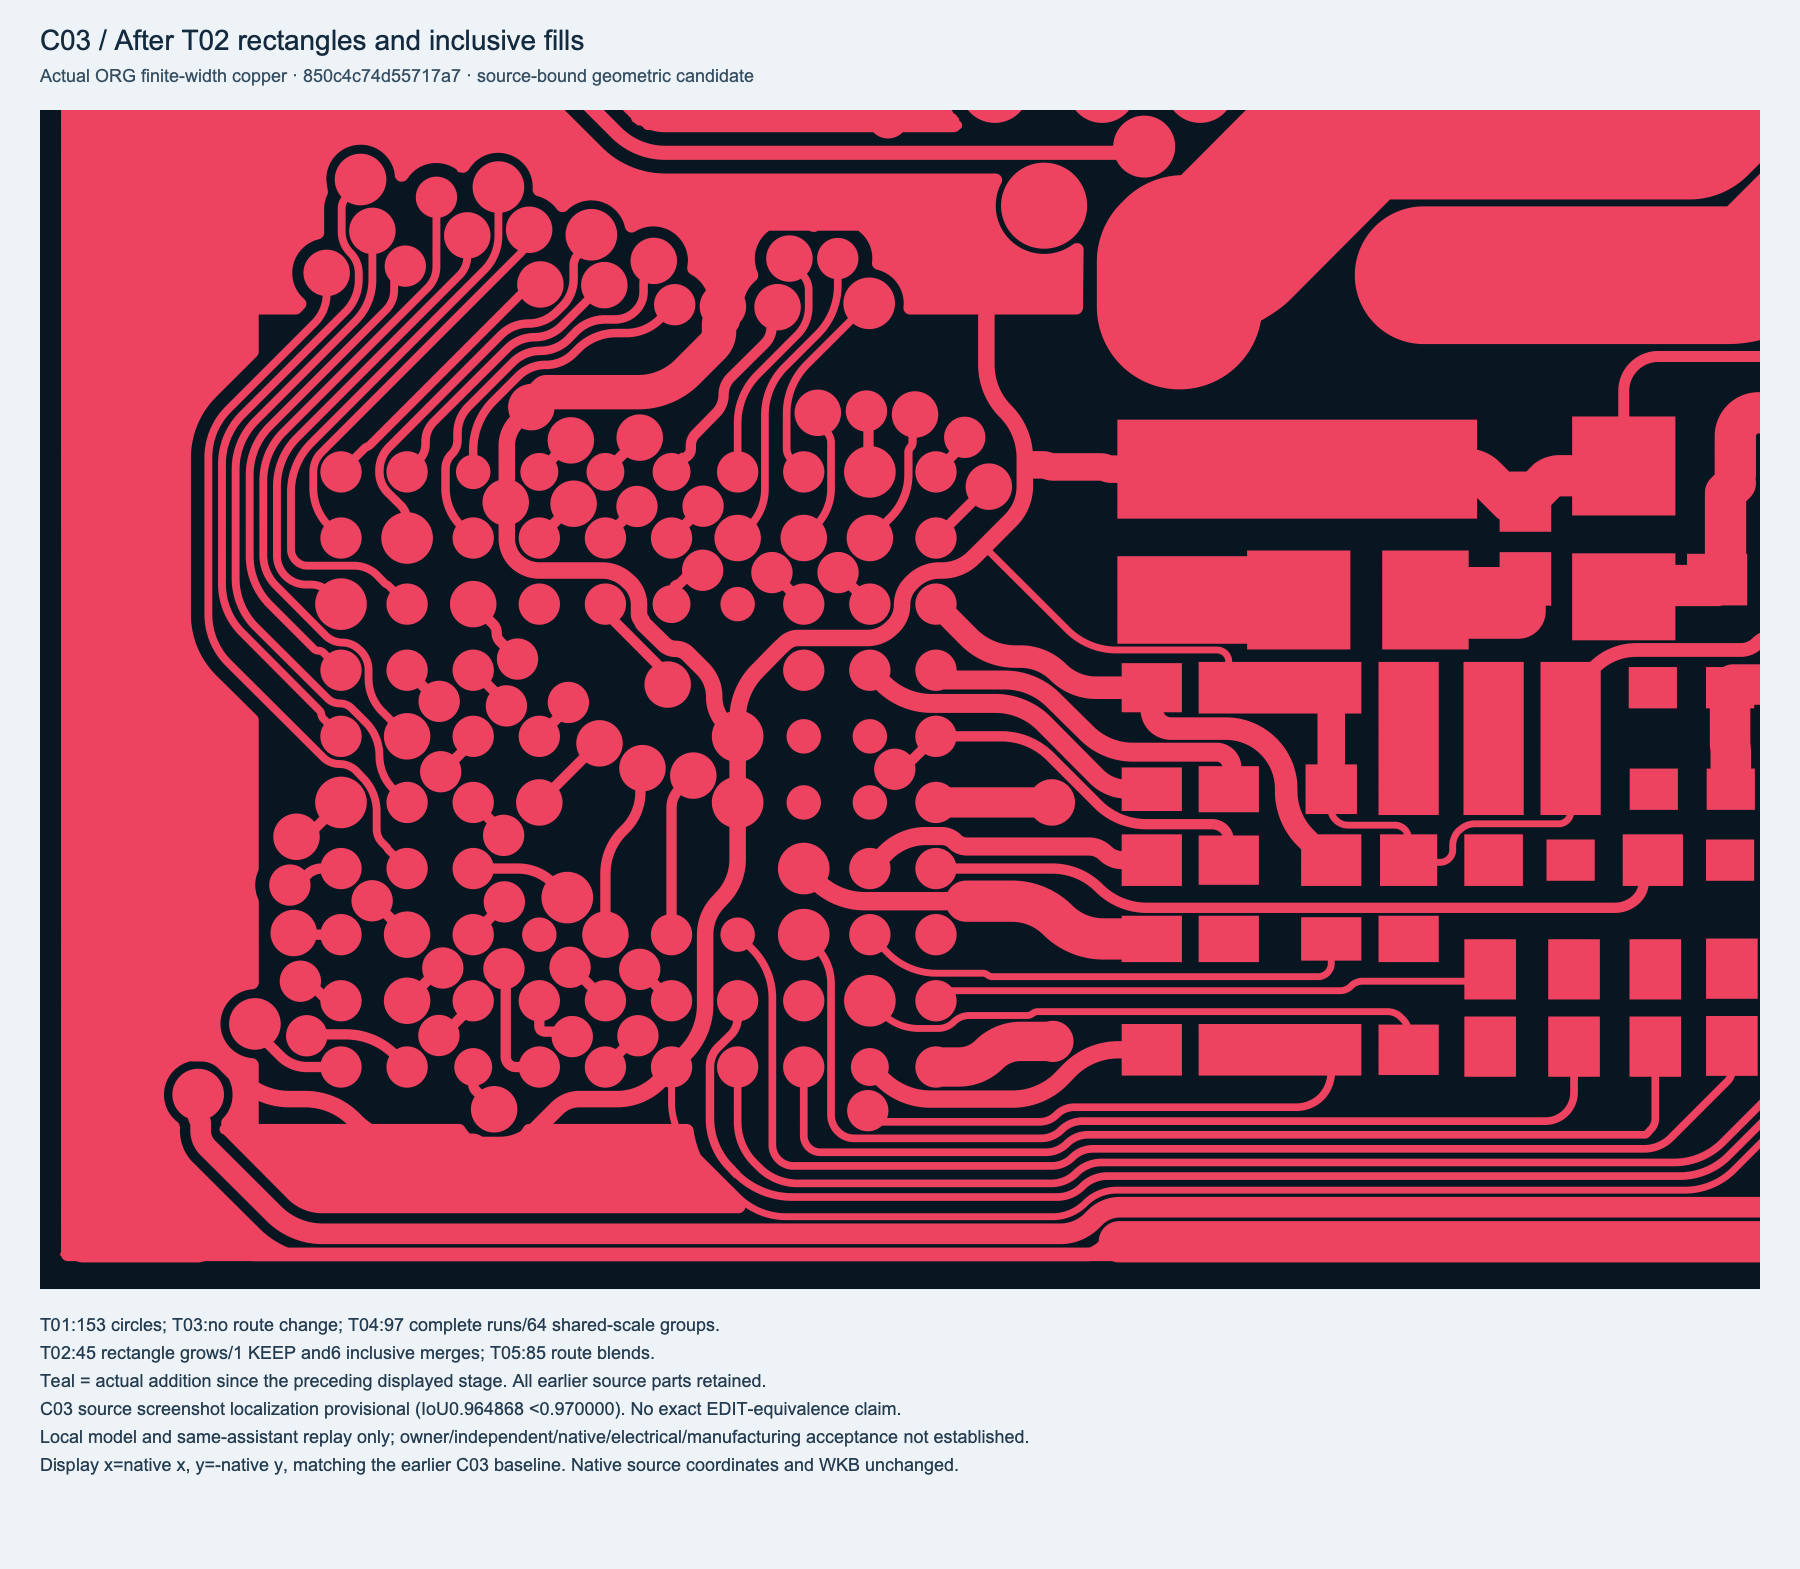 C03 / After T02 rectangles and inclusive fills
Actual ORG finite-width copper · 850c4c74d55717a7 · source-bound geometric candidate
T01:153 circles; T03:no route change; T04:97 complete runs/64 shared-scale groups.
T02:45 rectangle grows/1 KEEP and6 inclusive merges; T05:85 route blends.
Teal = actual addition since the preceding displayed stage. All earlier source parts retained.
C03 source screenshot localization provisional (IoU0.964868 <0.970000). No exact EDIT-equivalence claim.
Local model and same-assistant replay only; owner/independent/native/electrical/manufacturing acceptance not established.
Display x=native x, y=-native y, matching the earlier C03 baseline. Native source coordinates and WKB unchanged.